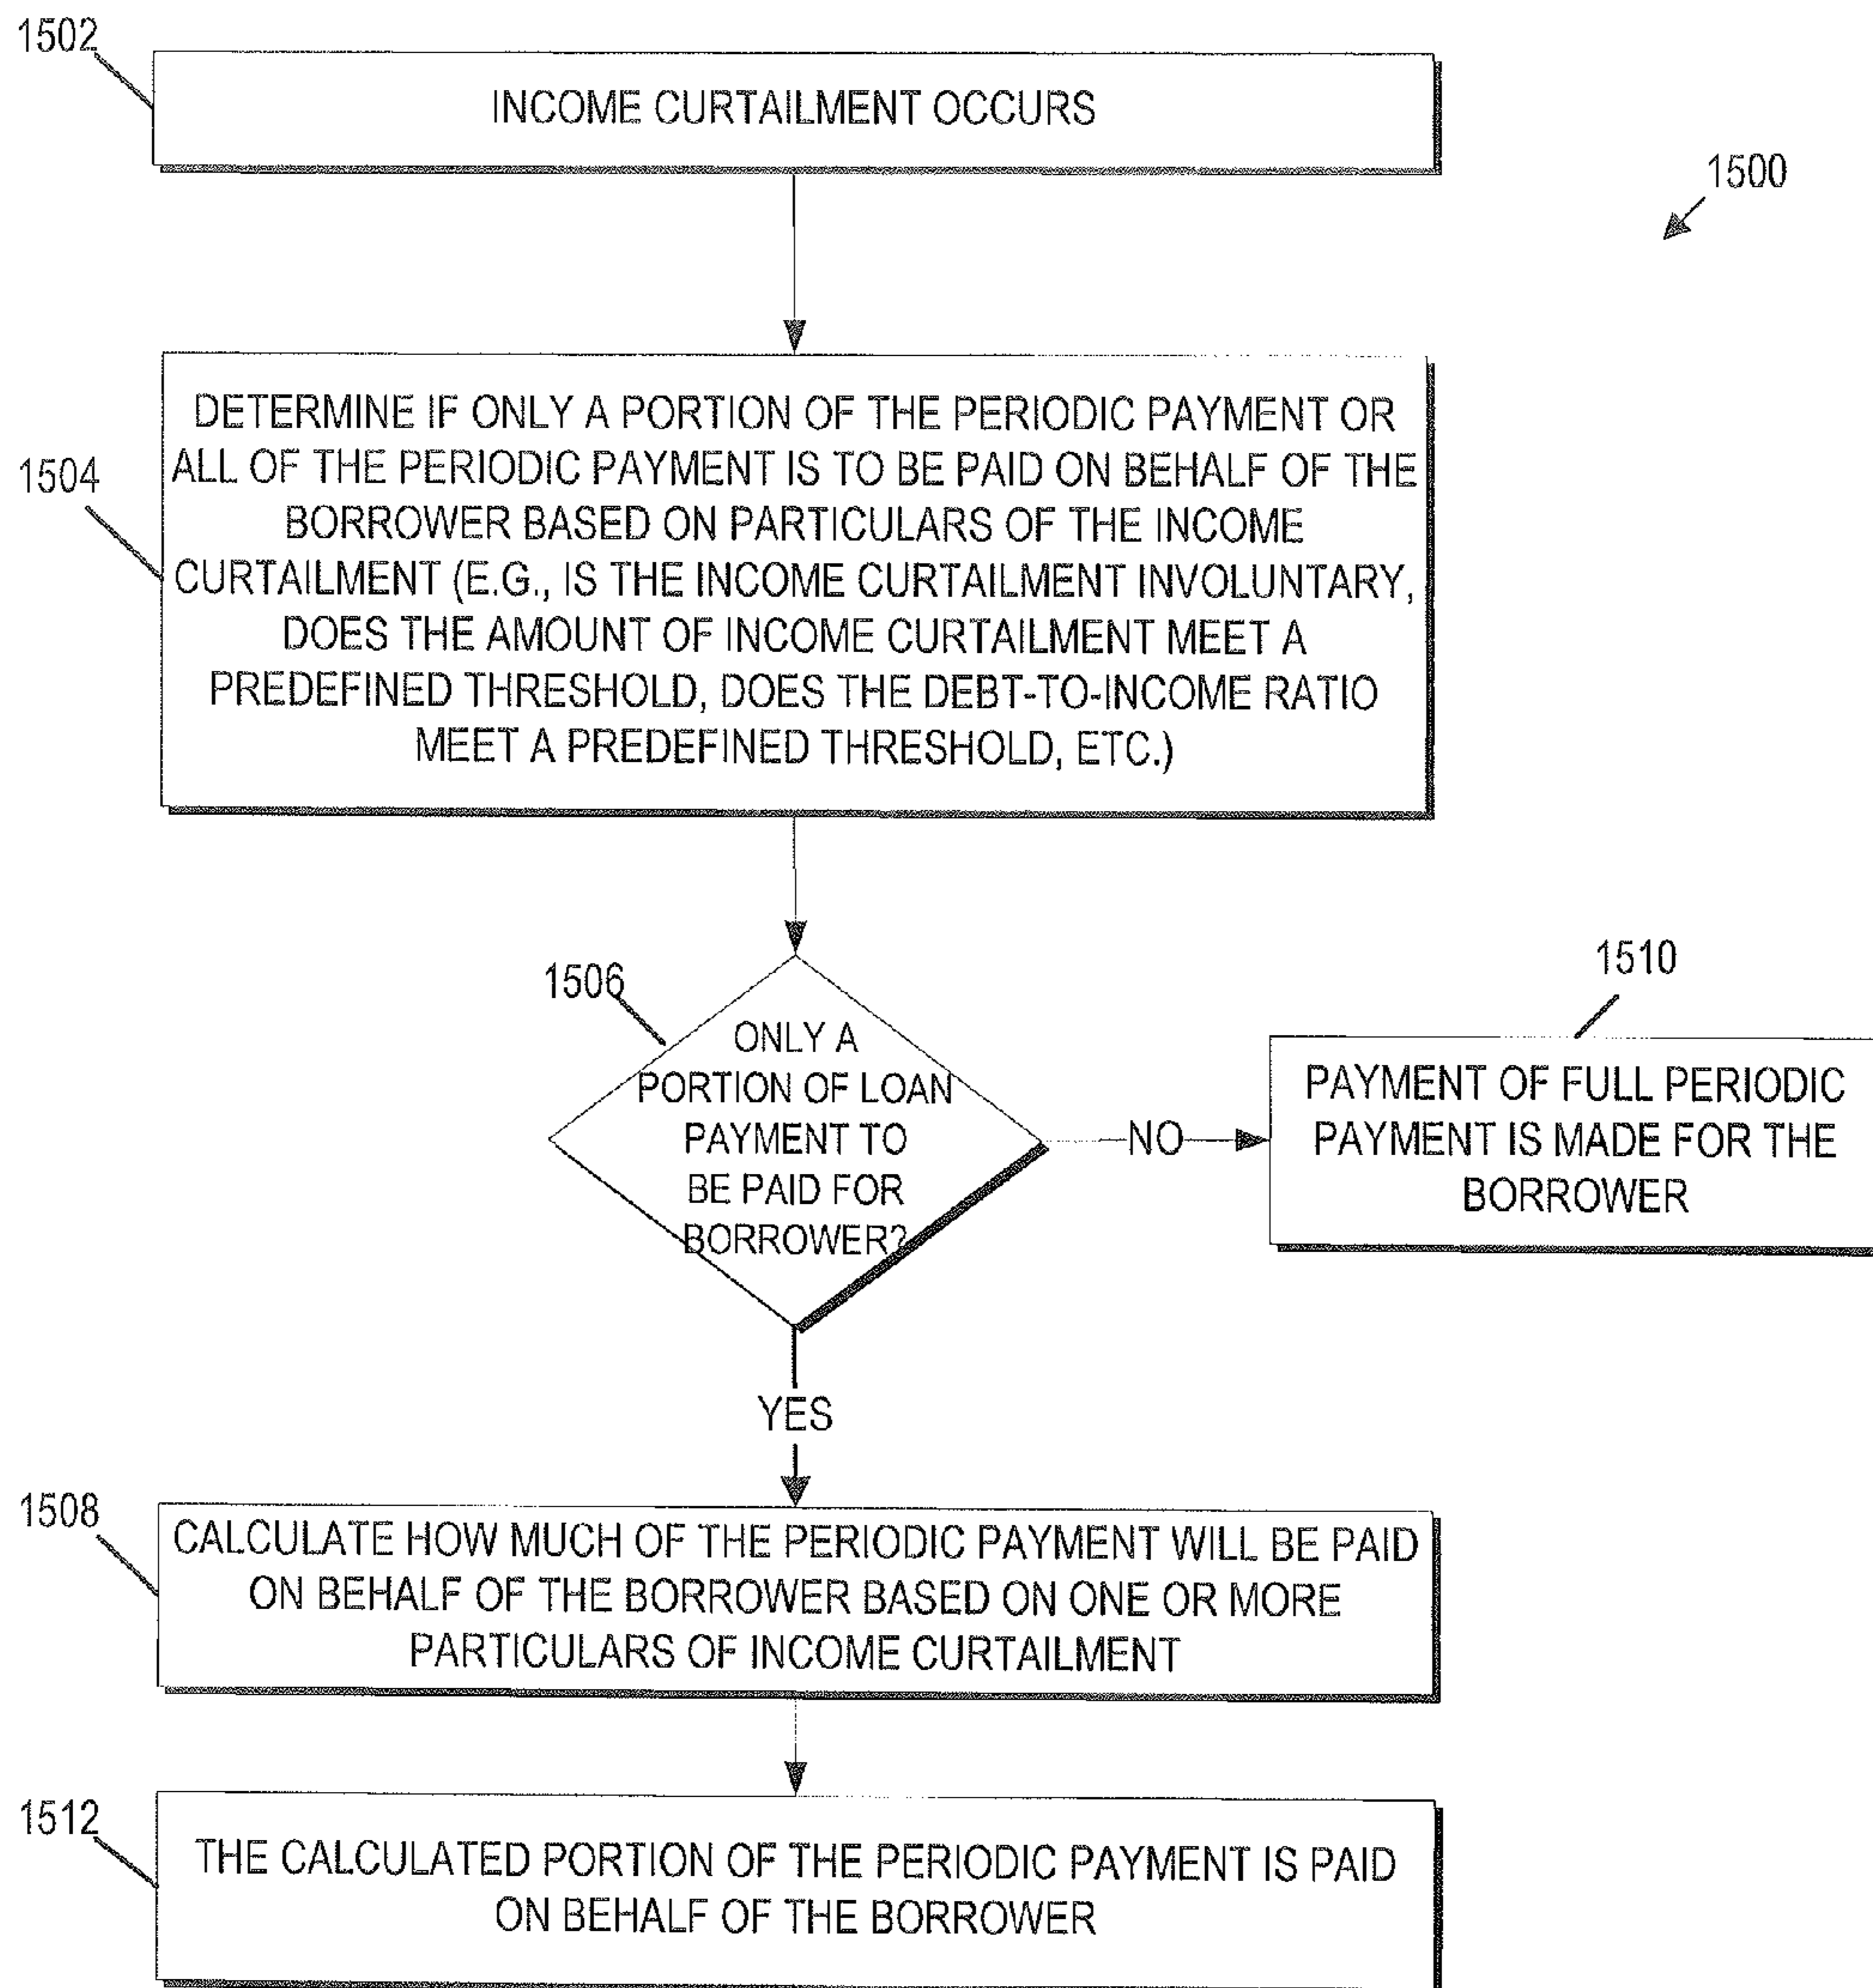 1502
INCOME CURTAILMENT OCCURS
1500
1504
DETERMINE IF ONLY A PORTION OF THE PERIODIC PAYMENT OR
ALL OF THE PERIODIC PAYMENT IS TO BE PAID ON BEHALF OF THE
BORROWER BASED ON PARTICULARS OF THE INCOME
CURTAILMENT (E.G., IS THE INCOME CURTAILMENT INVOLUNTARY,
DOES THE AMOUNT OF INCOME CURTAILMENT MEET A
PREDEFINED THRESHOLD, DOES THE DEBT-TO-INCOME RATIO
MEET A PREDEFINED THRESHOLD, ETC.)
1506
ONLY A
PORTION OF LOAN
PAYMENT TO
BE PAID FOR
BORROWER?
NO
1510
PAYMENT OF FULL PERIODIC
PAYMENT IS MADE FOR THE
BORROWER
YES
1508
CALCULATE HOW MUCH OF THE PERIODIC PAYMENT WILL BE PAID
ON BEHALF OF THE BORROWER BASED ON ONE OR MORE
PARTICULARS OF INCOME CURTAILMENT
1512
THE CALCULATED PORTION OF THE PERIODIC PAYMENT IS PAID
ON BEHALF OF THE BORROWER